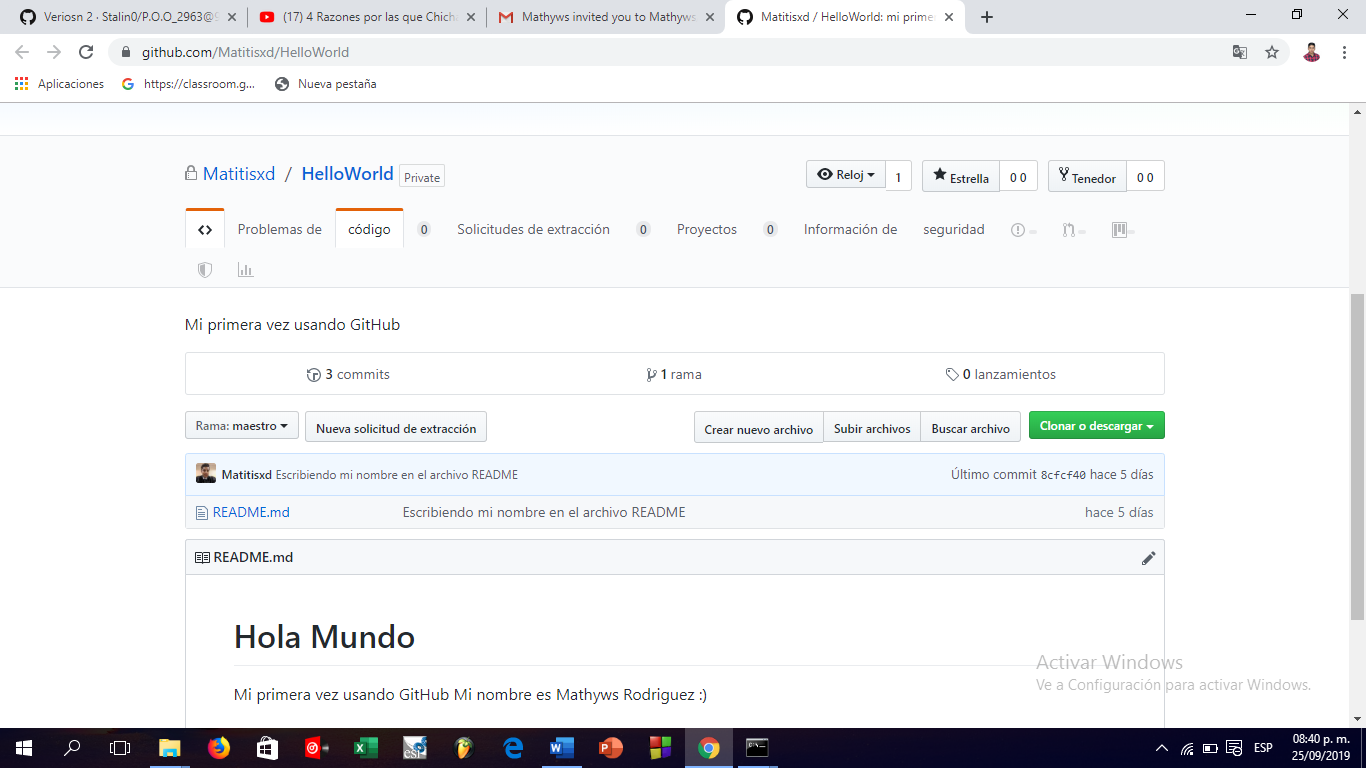 Veriosn 2 · Stalin0/P.O.O_2963@9
(17) 4 Razones por las que Chich
Mathyws invited you to Mathyws
Matitisxd / HelloWorld: mi prime
github.com/Matitisxd/HelloWorld
Aplicaciones https://classroom.g... Nueva pestaña
Matitisxd / HelloWorld Private Reloj 1 Estrella 0 0 Tenedor 0 0
Problemas de código 0 Solicitudes de extracción 0 Proyectos 0 Información de seguridad
Mi primera vez usando GitHub
3 commits 1 rama 0 lanzamientos
Rama: maestro Nueva solicitud de extracción Crear nuevo archivo Subir archivos Buscar archivo Clonar o descargar
Matitisxd Escribiendo mi nombre en el archivo README Último commit 8cfcf40 hace 5 días
README.md Escribiendo mi nombre en el archivo README hace 5 días
README.md
Hola Mundo
Activar Windows
Ve a Configuración para activar Windows.
Mi primera vez usando GitHub Mi nombre es Mathyws Rodriguez :)
ESP
08:40 p. m.
25/09/2019